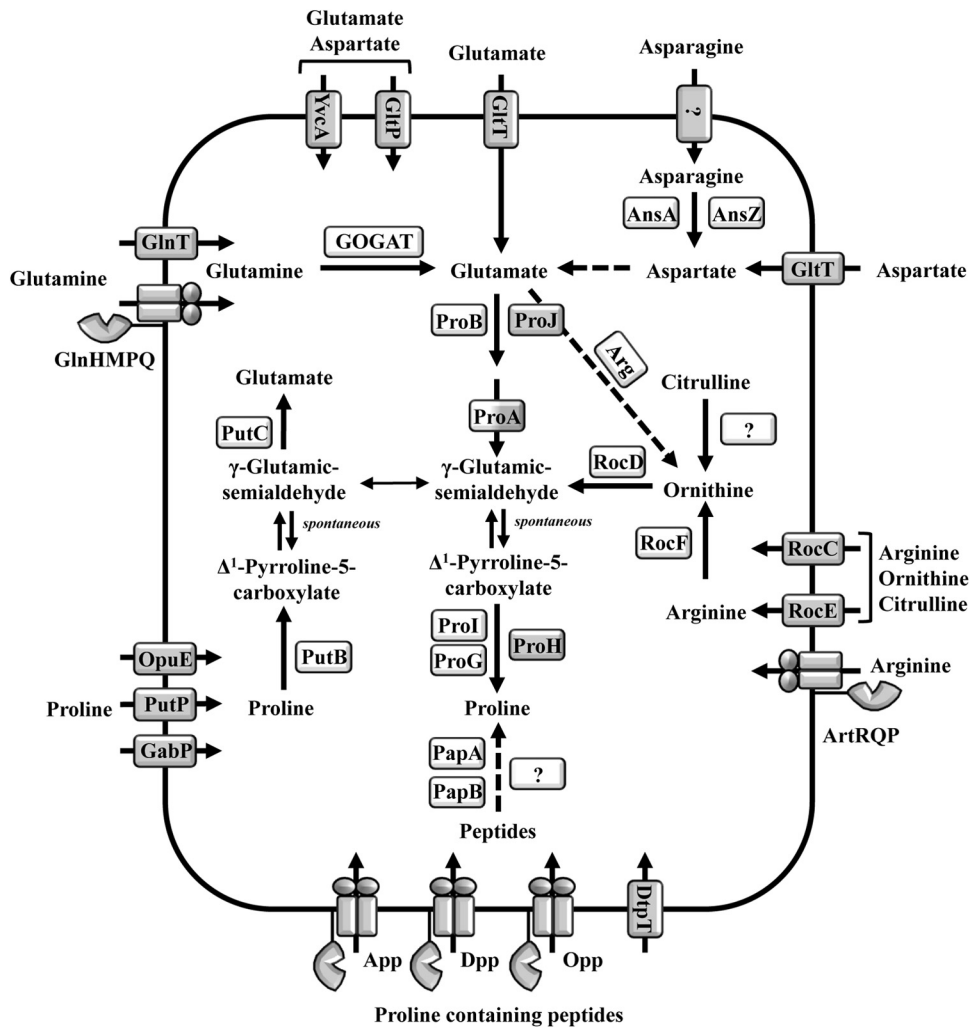 Glutamate
Aspartate
Glutamate
Asparagine
YvcA
GltP
GltT
?
Asparagine
AnsA
AnsZ
GlnT
GOGAT
Glutamine
Glutamine
Glutamate
Aspartate
GltT
Aspartate
GlnHMPQ
ProB
ProJ
Arg
Glutamate
Citrulline
PutC
ProA
?
γ-Glutamic-
semialdehyde
γ-Glutamic-
semialdehyde
RocD
Ornithine
spontaneous
spontaneous
RocF
RocC
Δ¹-Pyrroline-5-
carboxylate
Δ¹-Pyrroline-5-
carboxylate
Arginine
Ornithine
Citrulline
Arginine
RocE
ProI
ProG
ProH
OpuE
PutB
Arginine
Proline
PutP
Proline
Proline
ArtRQP
GabP
PapA
PapB
?
Peptides
DtpT
App
Dpp
Opp
Proline containing peptides